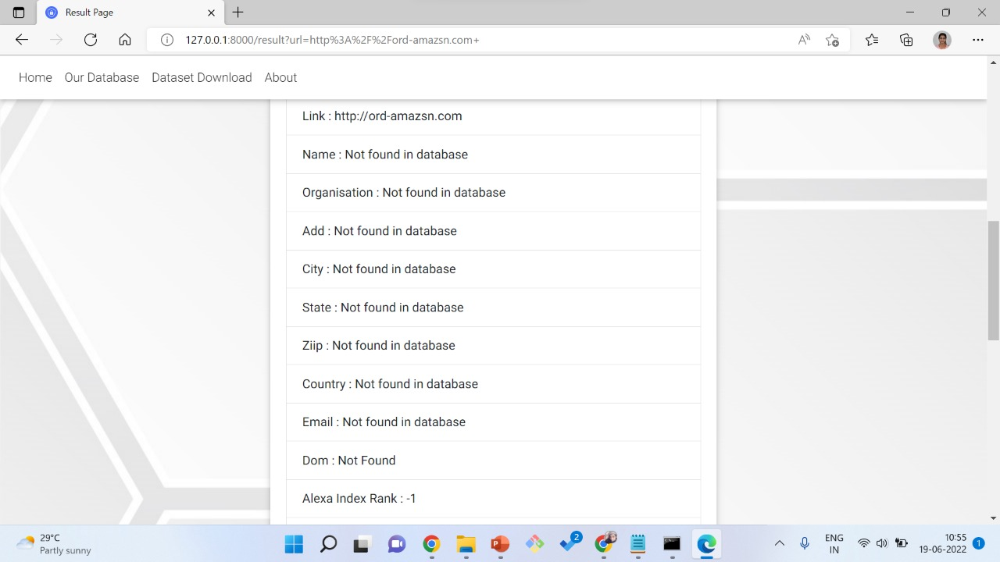 Result Page
127.0.0.1:8000/result?url=http%3A%2F%2Ford-amazsn.com+
Home Our Database Dataset Download About
Link : http://ord-amazsn.com
Name : Not found in database
Organisation : Not found in database
Add : Not found in database
City : Not found in database
State : Not found in database
Ziip : Not found in database
Country : Not found in database
Email : Not found in database
Dom : Not Found
Alexa Index Rank : -1
29°C
Partly sunny
2
ENG
IN
10:55
19-06-2022
1